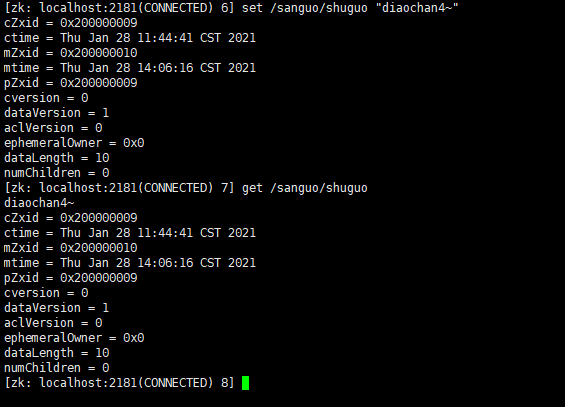 [zk: localhost:2181(CONNECTED) 6] set /sanguo/shuguo "diaochan4~"
cZxid = 0x200000009
ctime = Thu Jan 28 11:44:41 CST 2021
mZxid = 0x200000010
mtime = Thu Jan 28 14:06:16 CST 2021
pZxid = 0x200000009
cversion = 0
dataVersion = 1
aclVersion = 0
ephemeralOwner = 0x0
dataLength = 10
numChildren = 0
[zk: localhost:2181(CONNECTED) 7] get /sanguo/shuguo
diaochan4~
cZxid = 0x200000009
ctime = Thu Jan 28 11:44:41 CST 2021
mZxid = 0x200000010
mtime = Thu Jan 28 14:06:16 CST 2021
pZxid = 0x200000009
cversion = 0
dataVersion = 1
aclVersion = 0
ephemeralOwner = 0x0
dataLength = 10
numChildren = 0
[zk: localhost:2181(CONNECTED) 8]